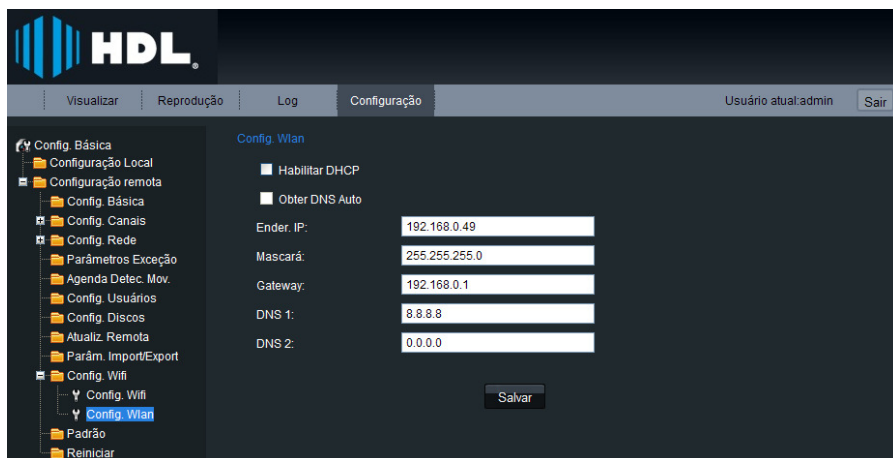 HDL
Visualizar Reprodução Log Configuração Usuário atual:admin Sair
Config. Básica
Configuração Local
Configuração remota
Config. Básica
Config. Canais
Config. Rede
Parâmetros Exceção
Agenda Detec. Mov.
Config. Usuários
Config. Discos
Atualiz. Remota
Parâm. Import/Export
Config. Wifi
Config. Wifi
Config. Wlan
Padrão
Reiniciar
Config. Wlan
Habilitar DHCP
Obter DNS Auto
Ender. IP: 192.168.0.49
Mascará: 255.255.255.0
Gateway: 192.168.0.1
DNS 1: 8.8.8.8
DNS 2: 0.0.0.0
Salvar